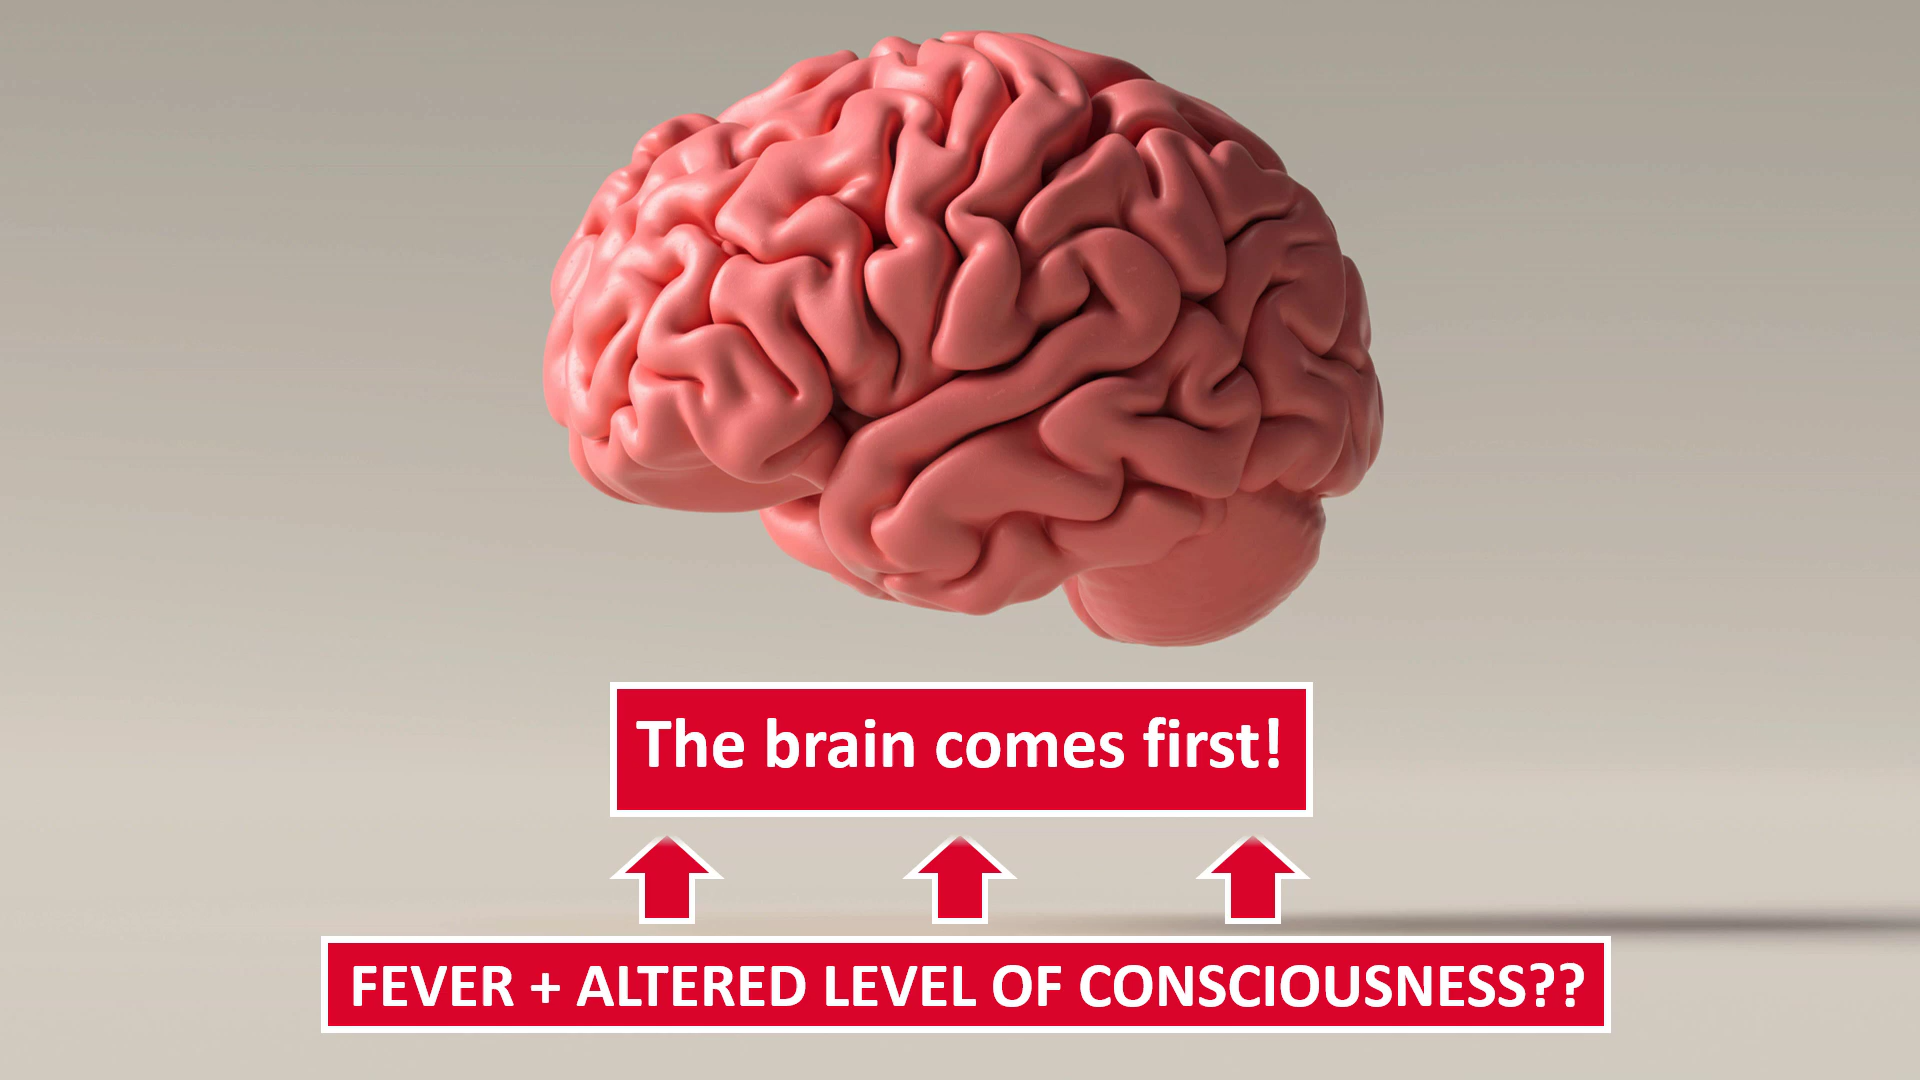 The brain comes first!
FEVER + ALTERED LEVEL OF CONSCIOUSNESS??